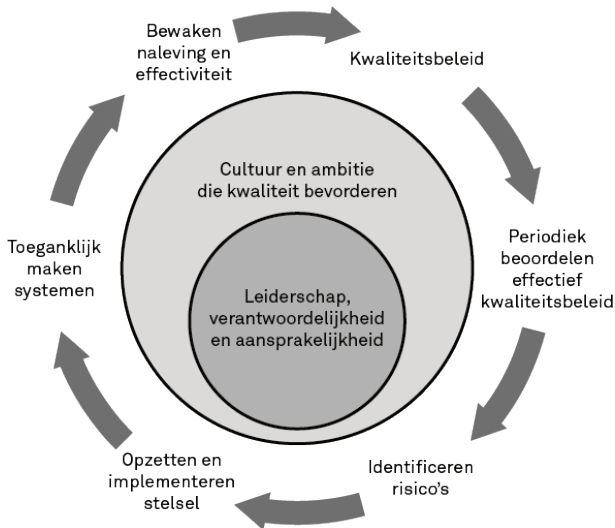 Bewaken
naleving en
effectiviteit
Kwaliteitsbeleid
Cultuur en ambitie
die kwaliteit bevorderen
Toeganklijk
maken
systemen
Periodiek
beoordelen
effectief
kwaliteitsbeleid
Leiderschap,
verantwoordelijkheid
en aansprakelijkheid
Opzetten en
implementeren
stelsel
Identificeren
risico's